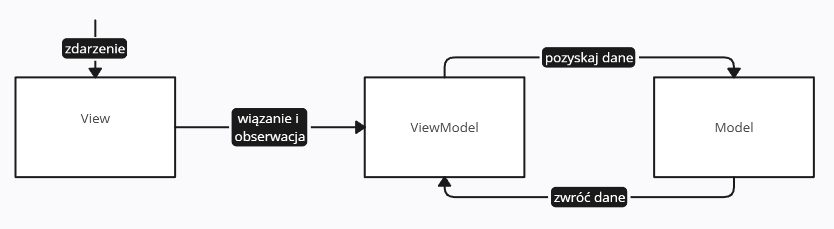 zdarzenie
View
wiązanie i
obserwacja
ViewModel
pozyskaj dane
Model
zwróć dane